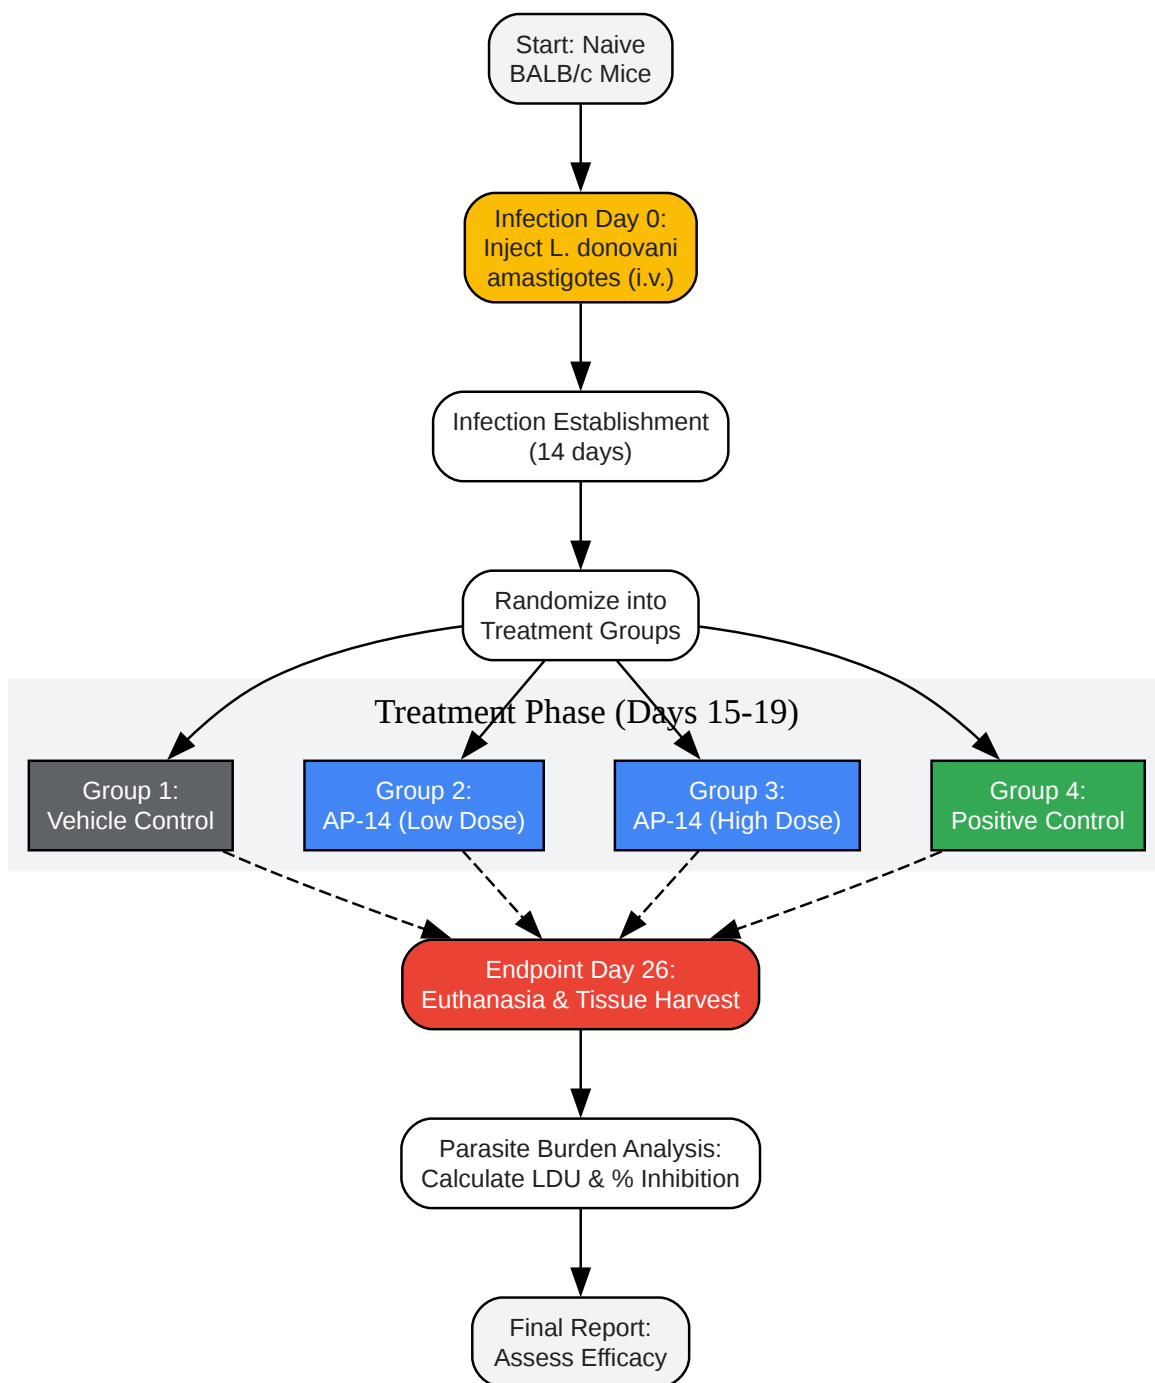 Start: Naive
BALB/c Mice
Infection Day 0:
Inject L. donovani
amastigotes (i.v.)
Infection Establishment
(14 days)
Randomize into
Treatment Groups
Treatment Phase (Days 15-19)
Group 1:
Vehicle Control
Group 2:
AP-14 (Low Dose)
Group 3:
AP-14 (High Dose)
Group 4:
Positive Control
Endpoint Day 26:
Euthanasia & Tissue Harvest
Parasite Burden Analysis:
Calculate LDU & % Inhibition
Final Report:
Assess Efficacy